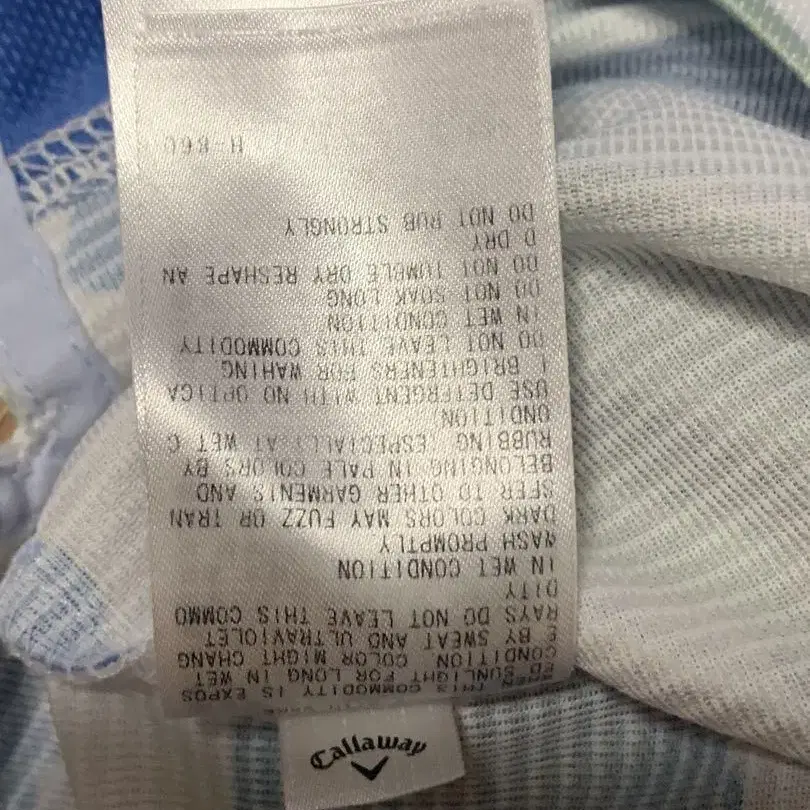 THIS COMMODITY IS EXPOS
ED SUNLIGHT FOR LONG IN WET
CONDITION, COLOR MIGHT CHANG
E BY SWEAT AND ULTRAVIOLET
RAYS DO NOT LEAVE THIS COMMO
DITY
IN WET CONDITION
WASH PROMPTLY
DARK COLORS MAY FUZZ OR TRAN
SFER TO OTHER GARMENTS AND
BELONGING IN PALE COLORS BY
RUBBING, ESPECIALLY AT WET C
ONDITION
USE DETERGENT WITH NO OPTICA
L BRIGHTENERS FOR WAHING
DO NOT LEAVE THIS COMMODITY
IN WET CONDITION
DO NOT SOAK LONG
DO NOT TUMBLE DRY RESHAPE AN
D DRY
DO NOT RUB STRONGLY
Callaway